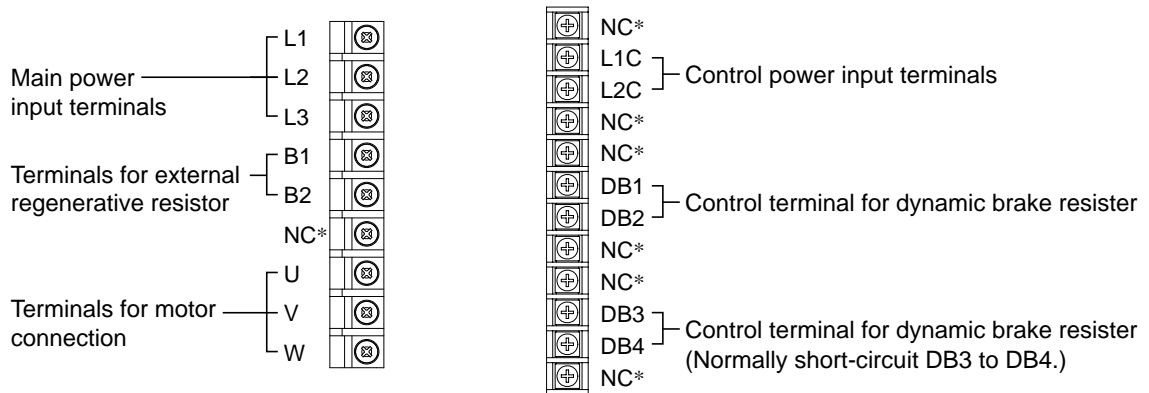 L1
L2
L3
Main power
input terminals
B1
B2
Terminals for external
regenerative resistor
NC*
U
V
W
Terminals for motor
connection
NC*
L1C
L2C
Control power input terminals
NC*
NC*
DB1
DB2
Control terminal for dynamic brake resister
NC*
NC*
DB3
DB4
Control terminal for dynamic brake resister
(Normally short-circuit DB3 to DB4.)
NC*